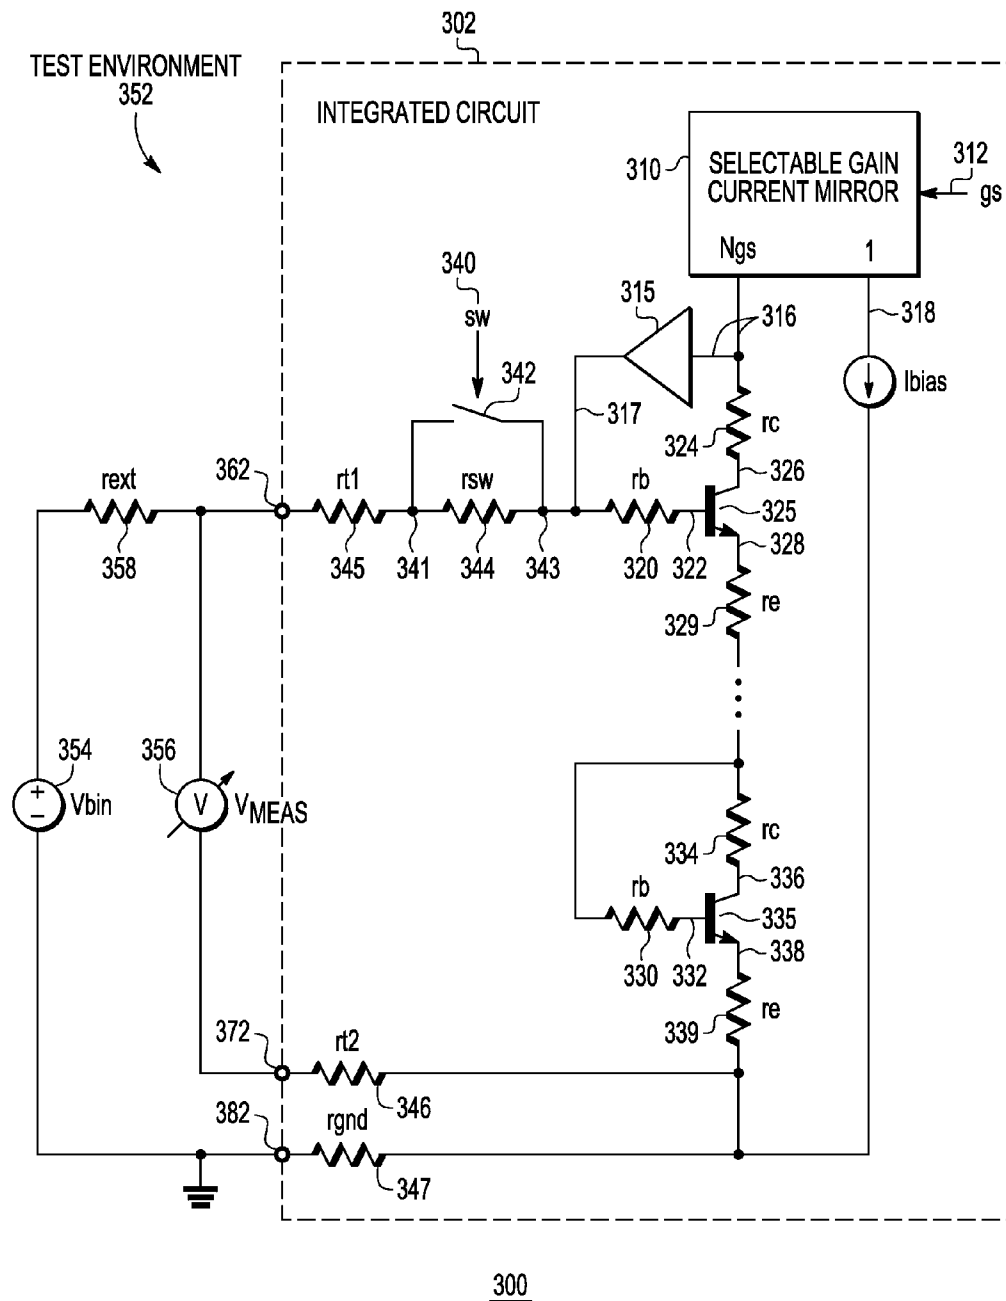 302
TEST ENVIRONMENT
352
INTEGRATED CIRCUIT
310
SELECTABLE GAIN
CURRENT MIRROR
312
gs
Ngs
1
340
sw
315
316
318
342
317
Ibias
324
rc
362
326
rext
rt1
rsw
rb
325
358
345
341
344
343
320
322
328
329
re
354
356
Vbin
V
VMEAS
334
rc
336
rb
335
330
332
338
339
re
372
rt2
346
382
rgnd
347
300